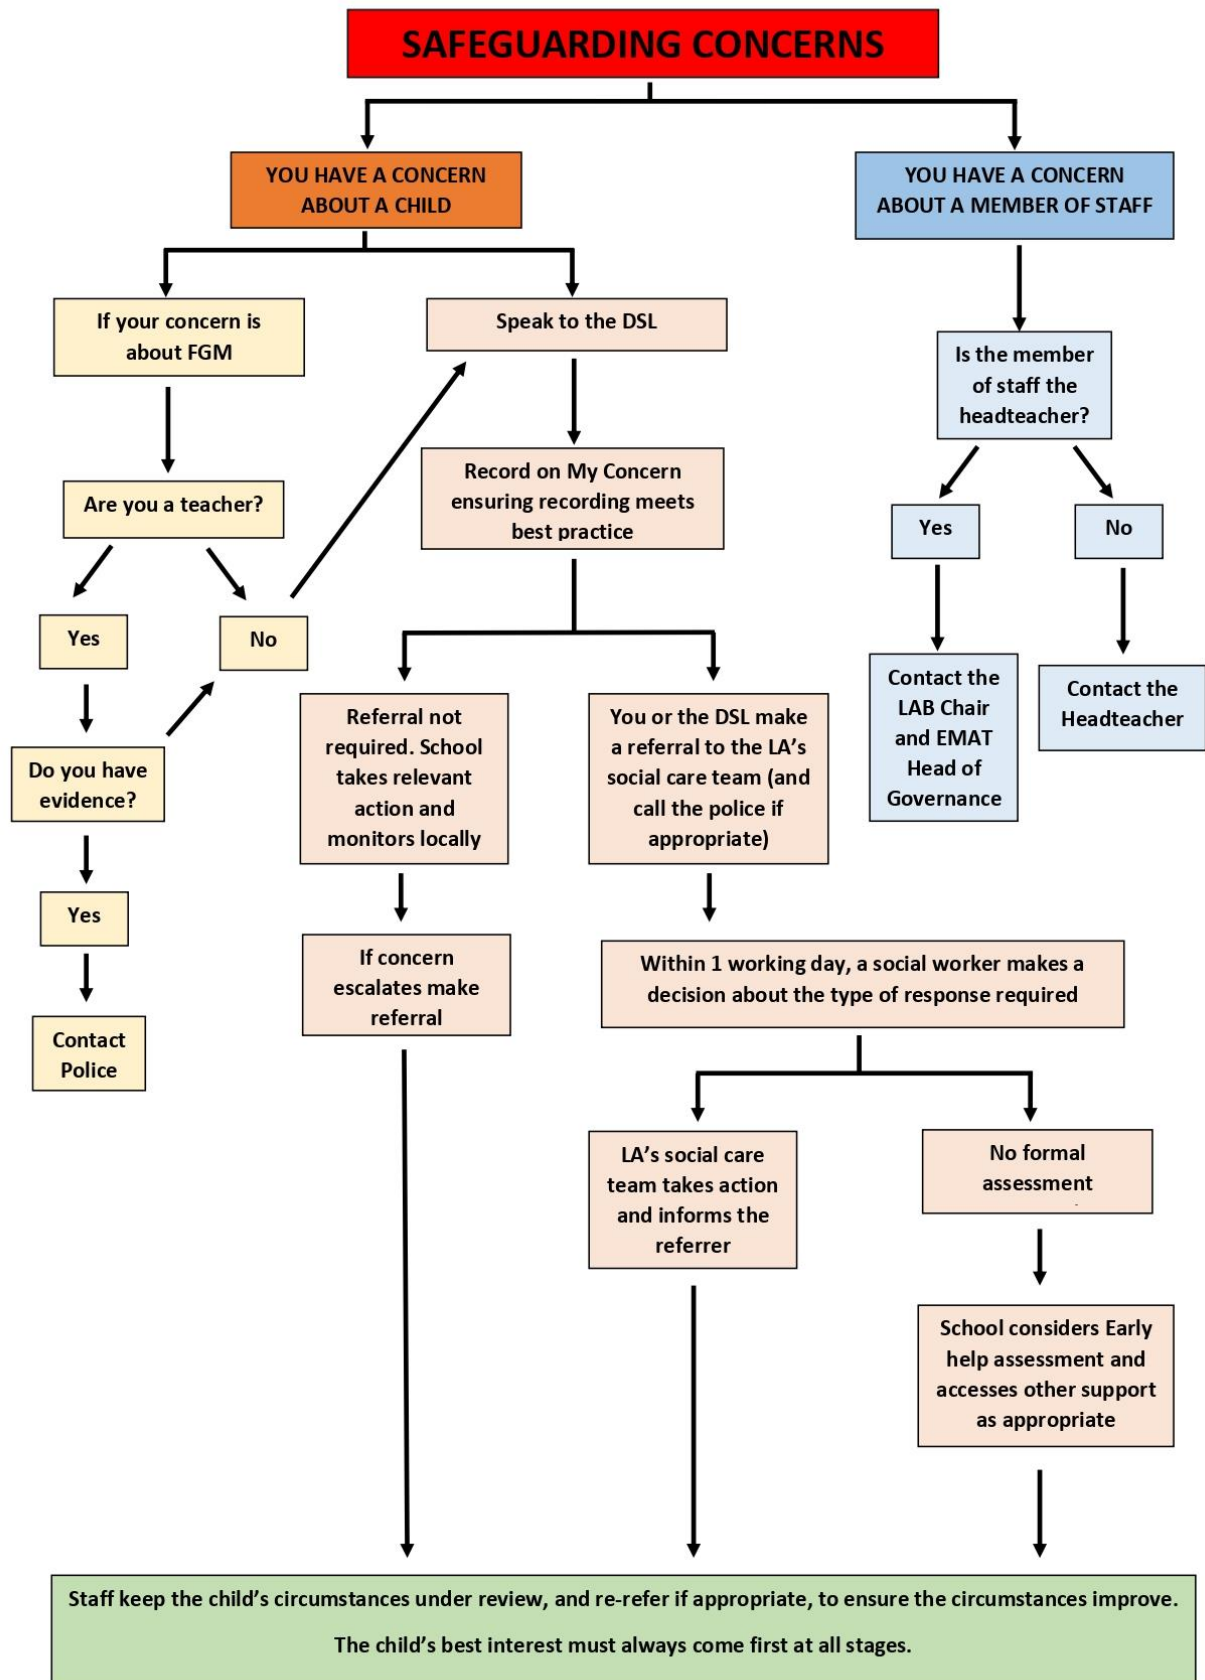 SAFEGUARDING CONCERNS
YOU HAVE A CONCERN
ABOUT A CHILD
YOU HAVE A CONCERN
ABOUT A MEMBER OF STAFF
If your concern is
about FGM
Speak to the DSL
Is the member
of staff the
headteacher?
Are you a teacher?
Record on My Concern
ensuring recording meets
best practice
Yes
No
Yes
No
Contact the
LAB Chair
and EMAT
Head of
Governance
Contact the
Headteacher
Do you have
evidence?
Referral not
required. School
takes relevant
action and
monitors locally
You or the DSL make
a referral to the LA’s
social care team (and
call the police if
appropriate)
Yes
If concern
escalates make
referral
Within 1 working day, a social worker makes a
decision about the type of response required
Contact
Police
LA’s social care
team takes action
and informs the
referrer
No formal
assessment
School considers Early
help assessment and
accesses other support
as appropriate
Staff keep the child’s circumstances under review, and re-refer if appropriate, to ensure the circumstances improve.
The child’s best interest must always come first at all stages.